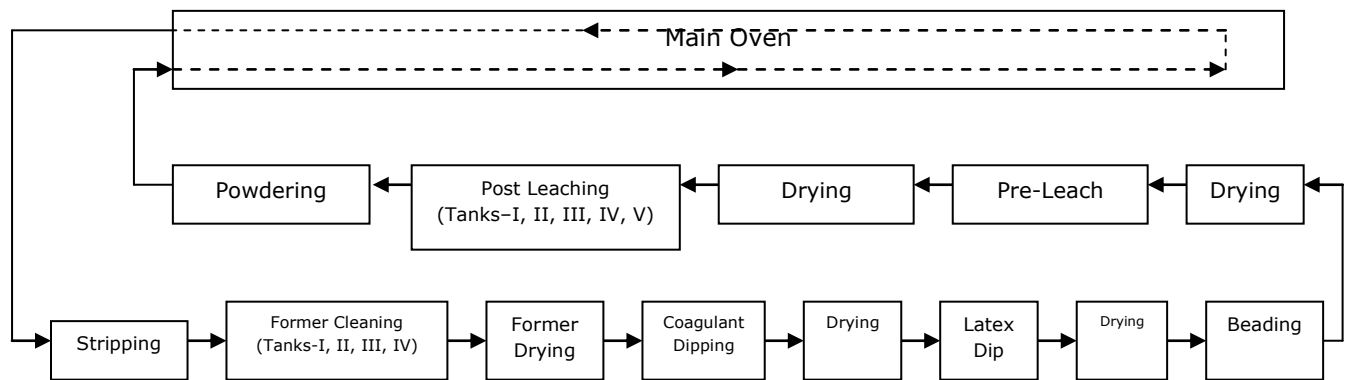 Main Oven
Powdering
Post Leaching
(Tanks–I, II, III, IV, V)
Drying
Pre-Leach
Drying
Stripping
Former Cleaning
(Tanks-I, II, III, IV)
Former
Drying
Coagulant
Dipping
Drying
Latex
Dip
Drying
Beading